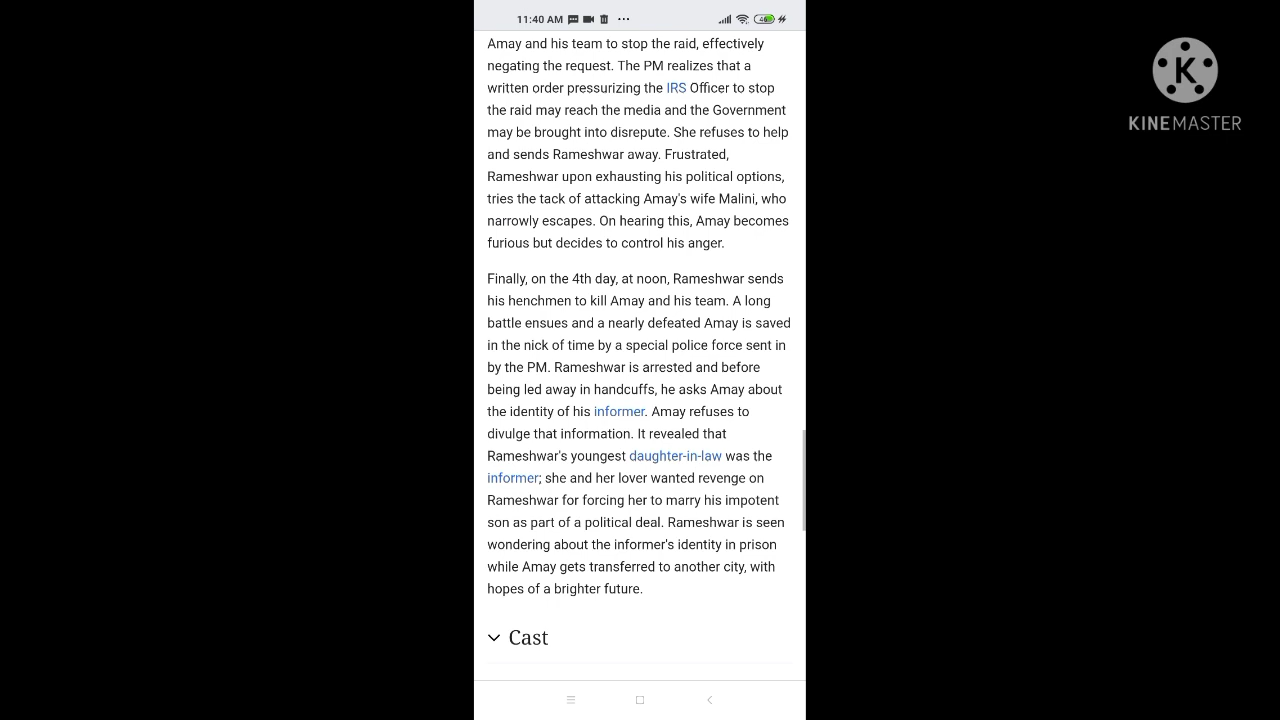 11:40 AM
46
Amay and his team to stop the raid, effectively
negating the request. The PM realizes that a
written order pressurizing the IRS Officer to stop
the raid may reach the media and the Government
may be brought into disrepute. She refuses to help
and sends Rameshwar away. Frustrated,
Rameshwar upon exhausting his political options,
tries the tack of attacking Amay's wife Malini, who
narrowly escapes. On hearing this, Amay becomes
furious but decides to control his anger.
Finally, on the 4th day, at noon, Rameshwar sends
his henchmen to kill Amay and his team. A long
battle ensues and a nearly defeated Amay is saved
in the nick of time by a special police force sent in
by the PM. Rameshwar is arrested and before
being led away in handcuffs, he asks Amay about
the identity of his informer. Amay refuses to
divulge that information. It revealed that
Rameshwar's youngest daughter-in-law was the
informer; she and her lover wanted revenge on
Rameshwar for forcing her to marry his impotent
son as part of a political deal. Rameshwar is seen
wondering about the informer's identity in prison
while Amay gets transferred to another city, with
hopes of a brighter future.
Cast
K
KINEMASTER